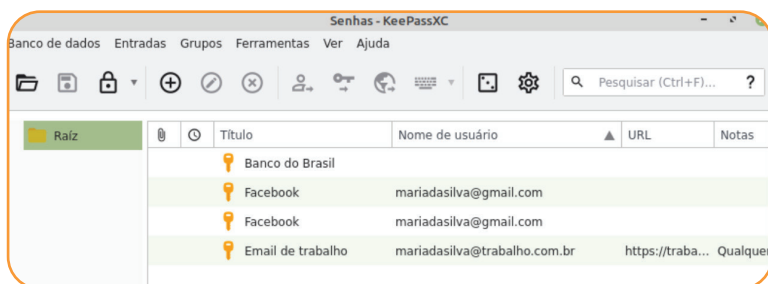 Senhas - KeePassXC
Banco de dados Entradas Grupos Ferramentas Ver Ajuda
Pesquisar (Ctrl+F)... ?
Raíz
Título Nome de usuário URL Notas
Banco do Brasil
Facebook mariadasilva@gmail.com
Facebook mariadasilva@gmail.com
Email de trabalho mariadasilva@trabalho.com.br https://traba... Qualquer